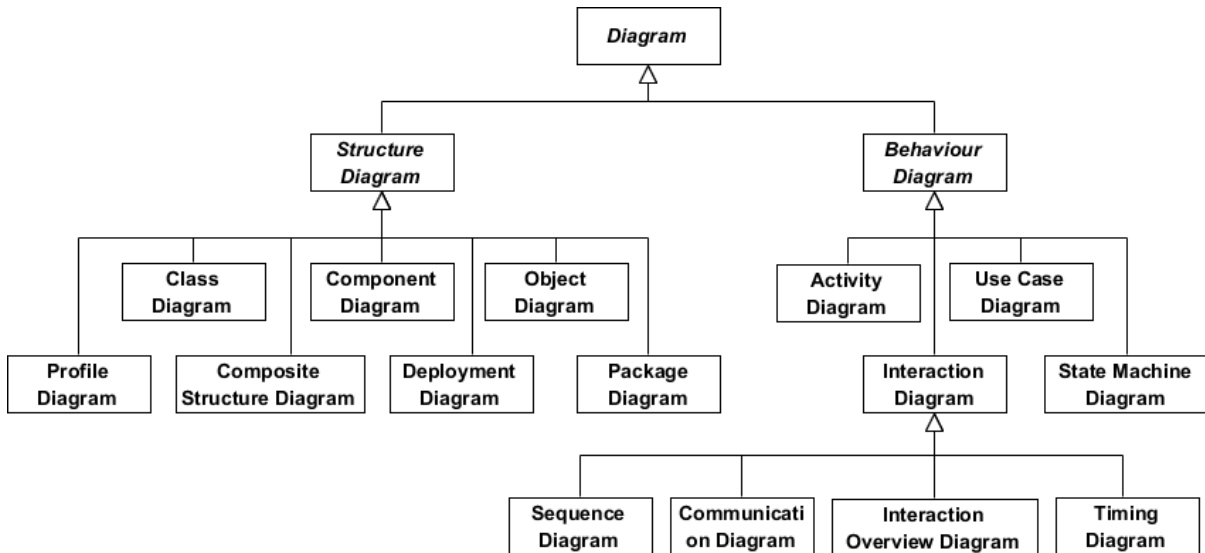 Diagram
Structure
Diagram
Behaviour
Diagram
Class
Diagram
Component
Diagram
Object
Diagram
Activity
Diagram
Use Case
Diagram
Profile
Diagram
Composite
Structure Diagram
Deployment
Diagram
Package
Diagram
Interaction
Diagram
State Machine
Diagram
Sequence
Diagram
Communicati
on Diagram
Interaction
Overview Diagram
Timing
Diagram